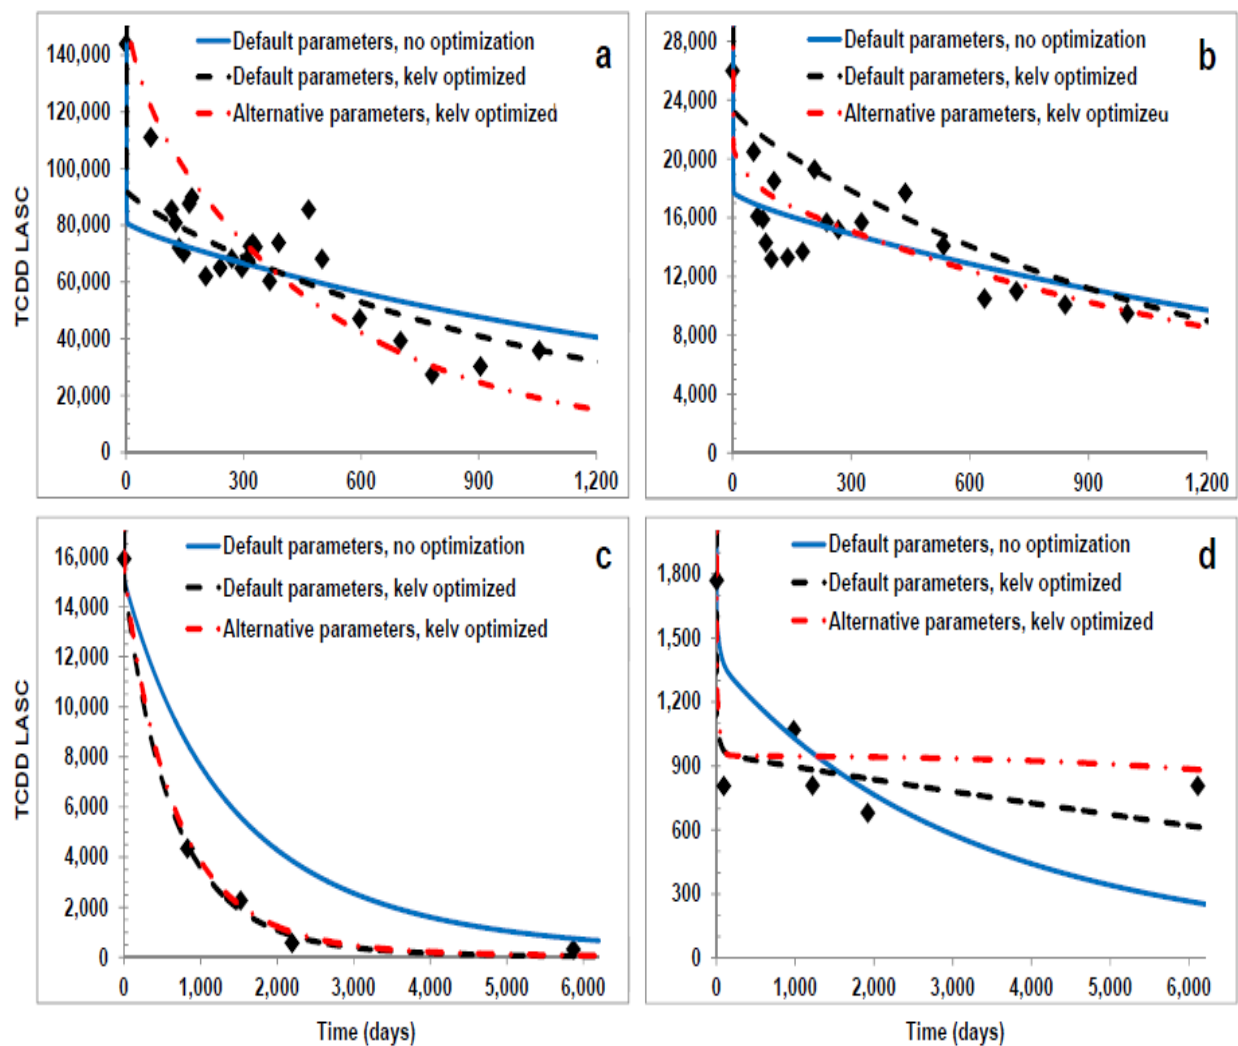 a
Default parameters, no optimization
Default parameters, kelv optimized
Alternative parameters, kelv optimized
TCDD LASC
140,000
120,000
100,000
80,000
60,000
40,000
20,000
0
0 300 600 900 1,200
b
Default parameters, no optimization
Default parameters, kelv optimized
Alternative parameters, kelv optimized
28,000
24,000
20,000
16,000
12,000
8,000
4,000
0
0 300 600 900 1,200
c
Default parameters, no optimization
Default parameters, kelv optimized
Alternative parameters, kelv optimized
TCDD LASC
16,000
14,000
12,000
10,000
8,000
6,000
4,000
2,000
0
0 1,000 2,000 3,000 4,000 5,000 6,000
Time (days)
d
Default parameters, no optimization
Default parameters, kelv optimized
Alternative parameters, kelv optimized
1,800
1,500
1,200
900
600
300
0
0 1,000 2,000 3,000 4,000 5,000 6,000
Time (days)